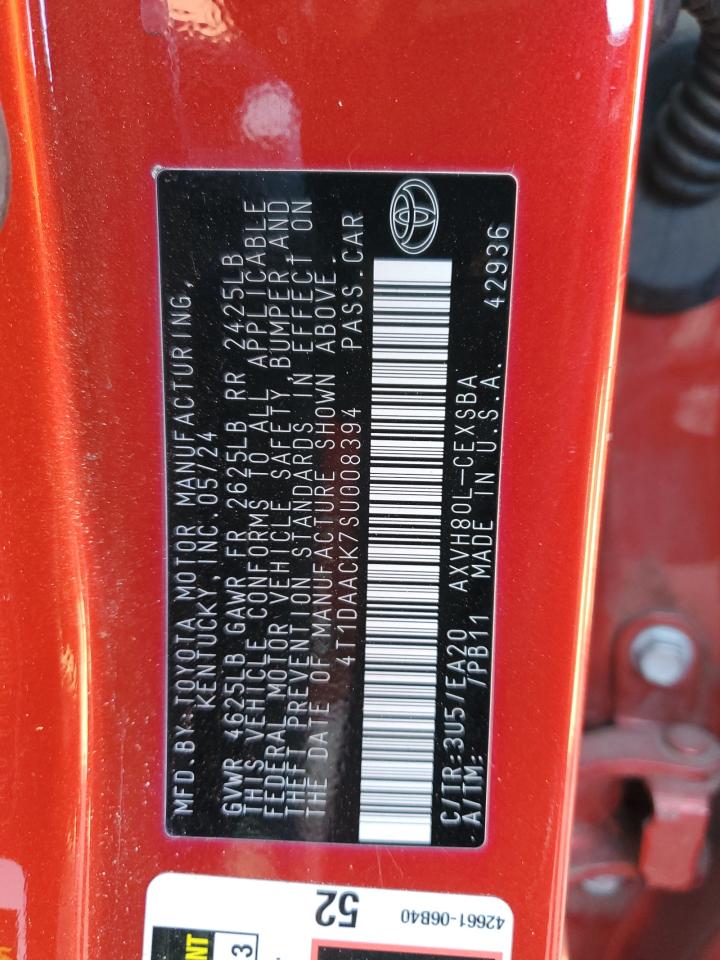 MFD.BY:TOYOTA MOTOR MANUFACTURING,
KENTUCKY,INC.05/24
GVWR 4625LB GAWR FR 2625LB RR 2425LB
THIS VEHICLE CONFORMS TO ALL APPLICABLE
FEDERAL MOTOR VEHICLE SAFETY, BUMPER,AND
THEFT PREVENTION STANDARDS IN EFFECT ON
THE DATE OF MANUFACTURE SHOWN ABOVE.
4T1DAACK7SU008394 PASS.CAR
C/TR:3U5/EA20 AXVH80L-CEXSBA
A/TM: /PB11 MADE IN U.S.A. 42936
52
42661-06B40
NT
3